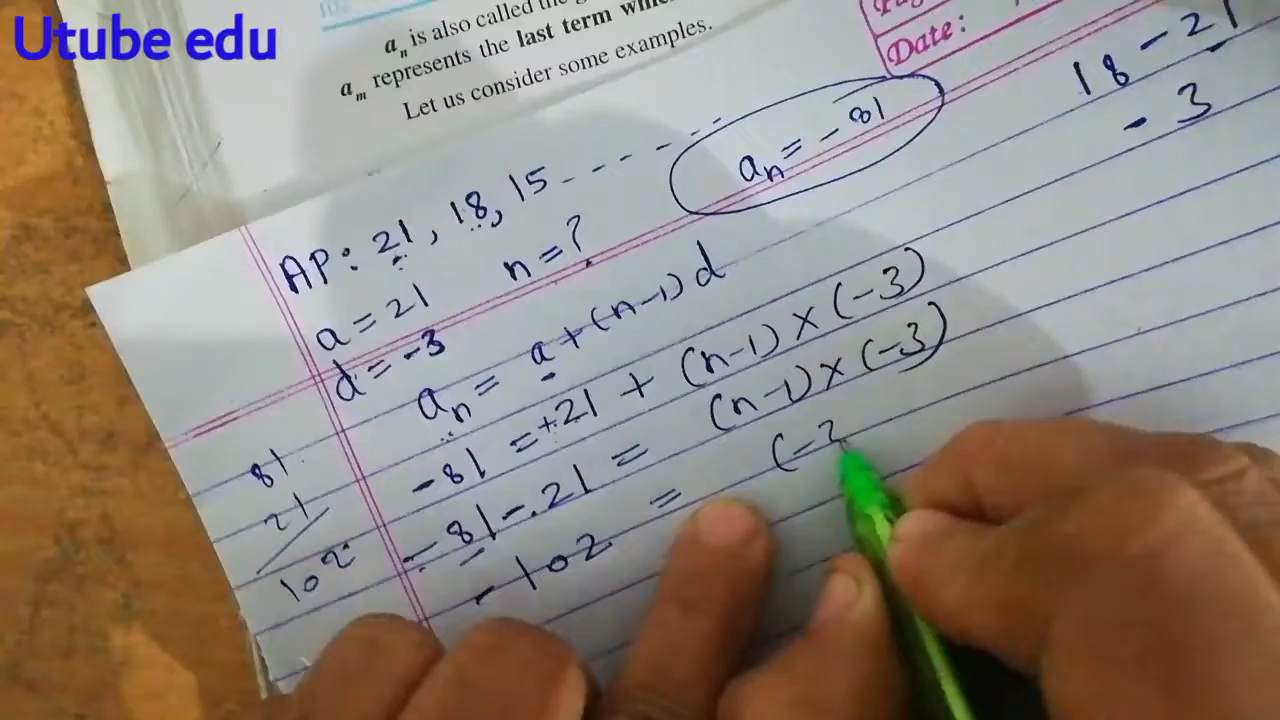 Utube edu
aₙ is also called the
aₘ represents the last term
Let us consider some examples.
Date:
18 - 21
- 3
AP: 21, 18, 15 - - - - - - -
aₙ = - 81
a = 21
n = ?
d = -3
aₙ = a + (n-1) d
- 81 = +21 + (n-1) × (-3)
- 81 - 21 = (n-1) × (-3)
- 102 = (-3
81
21
102